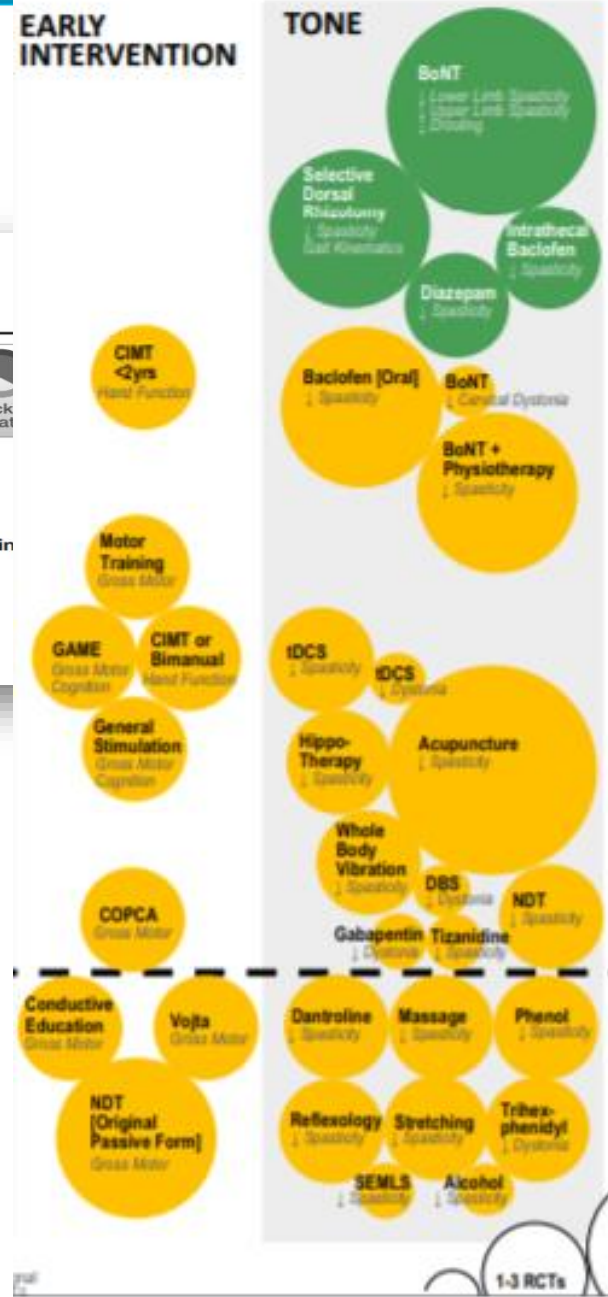 EARLY
INTERVENTION
CIMT
<2yrs
Hand Function
Motor
Training
Gross Motor
GAME
Gross Motor
Cognition
CIMT or
Bimanual
Hand Function
General
Stimulation
Gross Motor
Cognition
COPCA
Gross Motor
Conductive
Education
Gross Motor
Vojta
Gross Motor
NDT
[Original
Passive Form]
Gross Motor
TONE
BoNT
↓ Lower Limb Spasticity
↓ Upper Limb Spasticity
↓ Drooling
Selective
Dorsal
Rhizotomy
↓ Spasticity
Gait Kinematics
Intrathecal
Baclofen
↓ Spasticity
Diazepam
↓ Spasticity
Baclofen [Oral]
↓ Spasticity
BoNT
↓ Cervical Dystonia
BoNT +
Physiotherapy
↓ Spasticity
tDCS
↓ Spasticity
tDCS
↓ Dystonia
Hippo-
Therapy
↓ Spasticity
Acupuncture
↓ Spasticity
Whole
Body
Vibration
↓ Spasticity
DBS
↓ Dystonia
NDT
↓ Spasticity
Gabapentin
↓ Dystonia
Tizanidine
↓ Spasticity
Dantroline
↓ Spasticity
Massage
↓ Spasticity
Phenol
↓ Spasticity
Reflexology
↓ Spasticity
Stretching
↓ Spasticity
Trihex-
phenidyl
↓ Dystonia
SEMLS
↓ Spasticity
Alcohol
↓ Spasticity
1-3 RCTs